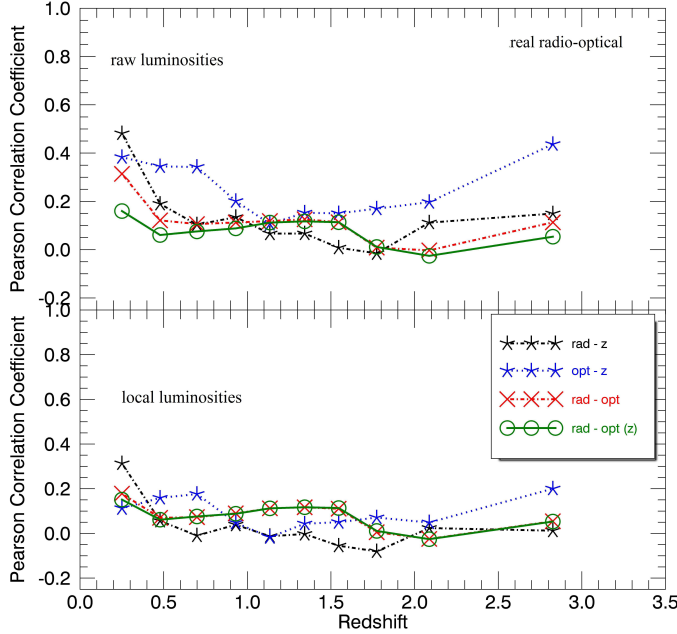 1.0
real radio-optical
raw luminosities
0.8
0.6
0.4
0.2
0.0
-0.2
Pearson Correlation Coefficient
1.0
0.8
0.6
0.4
0.2
0.0
-0.2
Pearson Correlation Coefficient
local luminosities
rad - z
opt - z
rad - opt
rad - opt (z)
0.0 0.5 1.0 1.5 2.0 2.5 3.0 3.5
Redshift